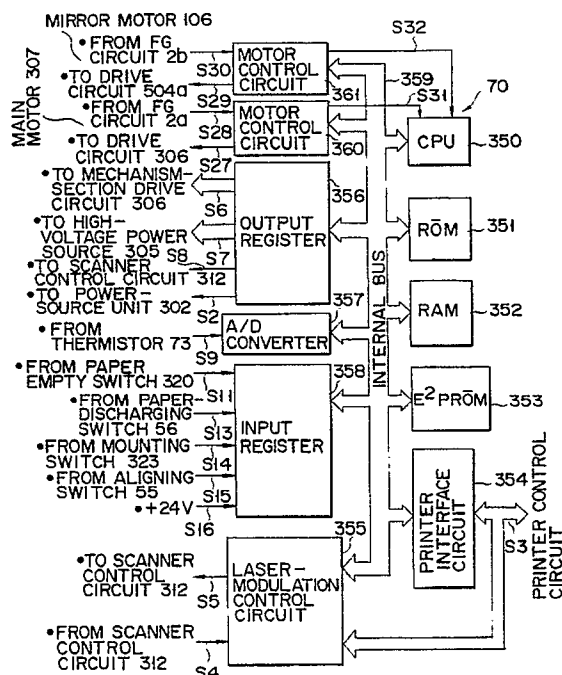 MIRROR MOTOR 106
•FROM FG
CIRCUIT 2b
S30
•TO DRIVE
CIRCUIT 504a
S29
MAIN
MOTOR 307
•FROM FG
CIRCUIT 2a
S28
•TO DRIVE
CIRCUIT 306
S27
•TO MECHANISM-
SECTION DRIVE
CIRCUIT 306
S6
•TO HIGH-
VOLTAGE POWER
SOURCE 305
S7
S8
•TO SCANNER
CONTROL CIRCUIT 312
•TO POWER-
SOURCE UNIT 302
S2
•FROM
THERMISTOR 73
S9
•FROM PAPER
EMPTY SWITCH 320
S11
•FROM PAPER-
DISCHARGING
SWITCH 56
S13
•FROM MOUNTING
SWITCH 323
S14
•FROM ALIGNING
SWITCH 55
S15
•+24V
S16
•TO SCANNER
CONTROL
CIRCUIT 312
S5
•FROM SCANNER
CONTROL
CIRCUIT 312
S4
MOTOR
CONTROL
CIRCUIT
361
MOTOR
CONTROL
CIRCUIT
360
356
OUTPUT
REGISTER
357
A/D
CONVERTER
358
INPUT
REGISTER
355
LASER-
MODULATION
CONTROL
CIRCUIT
S32
359
S31
70
INTERNAL BUS
CPU
350
RŌM
351
RAM
352
E2 PRŌM
353
354
PRINTER
INTERFACE
CIRCUIT
S3
PRINTER CONTROL
CIRCUIT